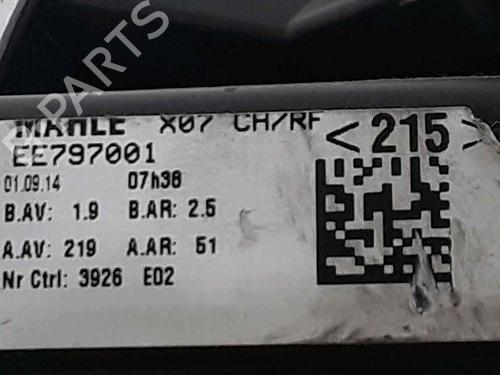 B-PARTS
MAHLE X07 CH/RF <215>
EE797001
01.09.14 07h36
B.AV: 1.9 B.AR: 2.5
A.AV: 219 A.AR: 51
Nr Ctrl: 3926 E02